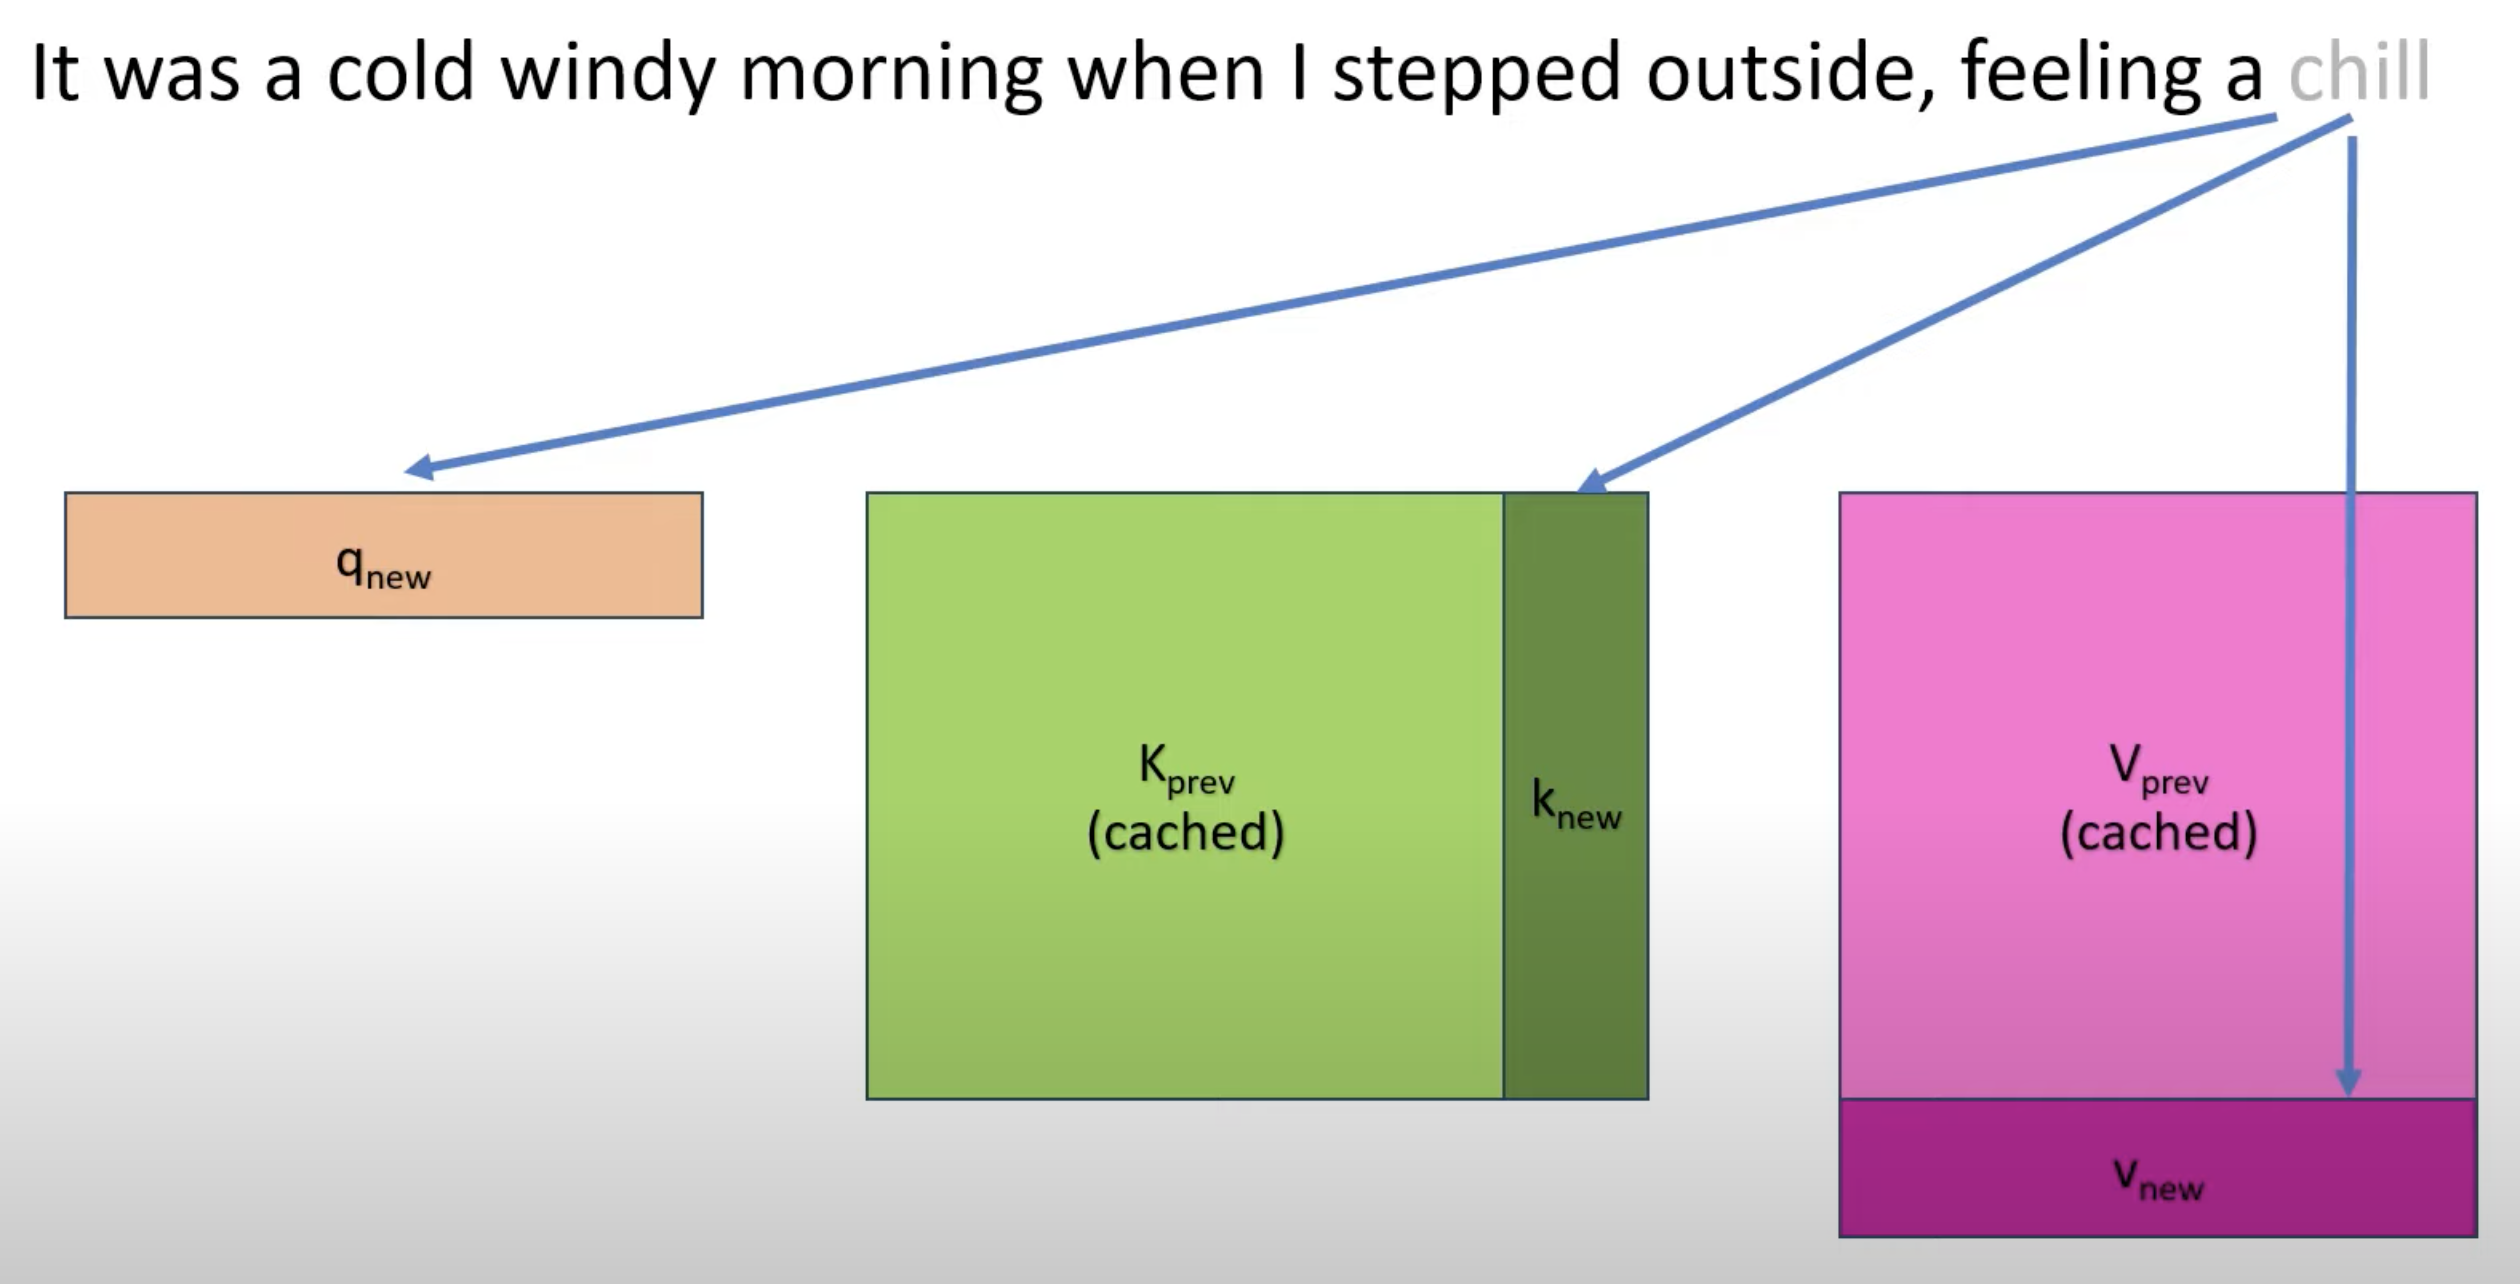 It was a cold windy morning when I stepped outside, feeling a chill
qnew
Kprev
(cached)
knew
Vprev
(cached)
vnew